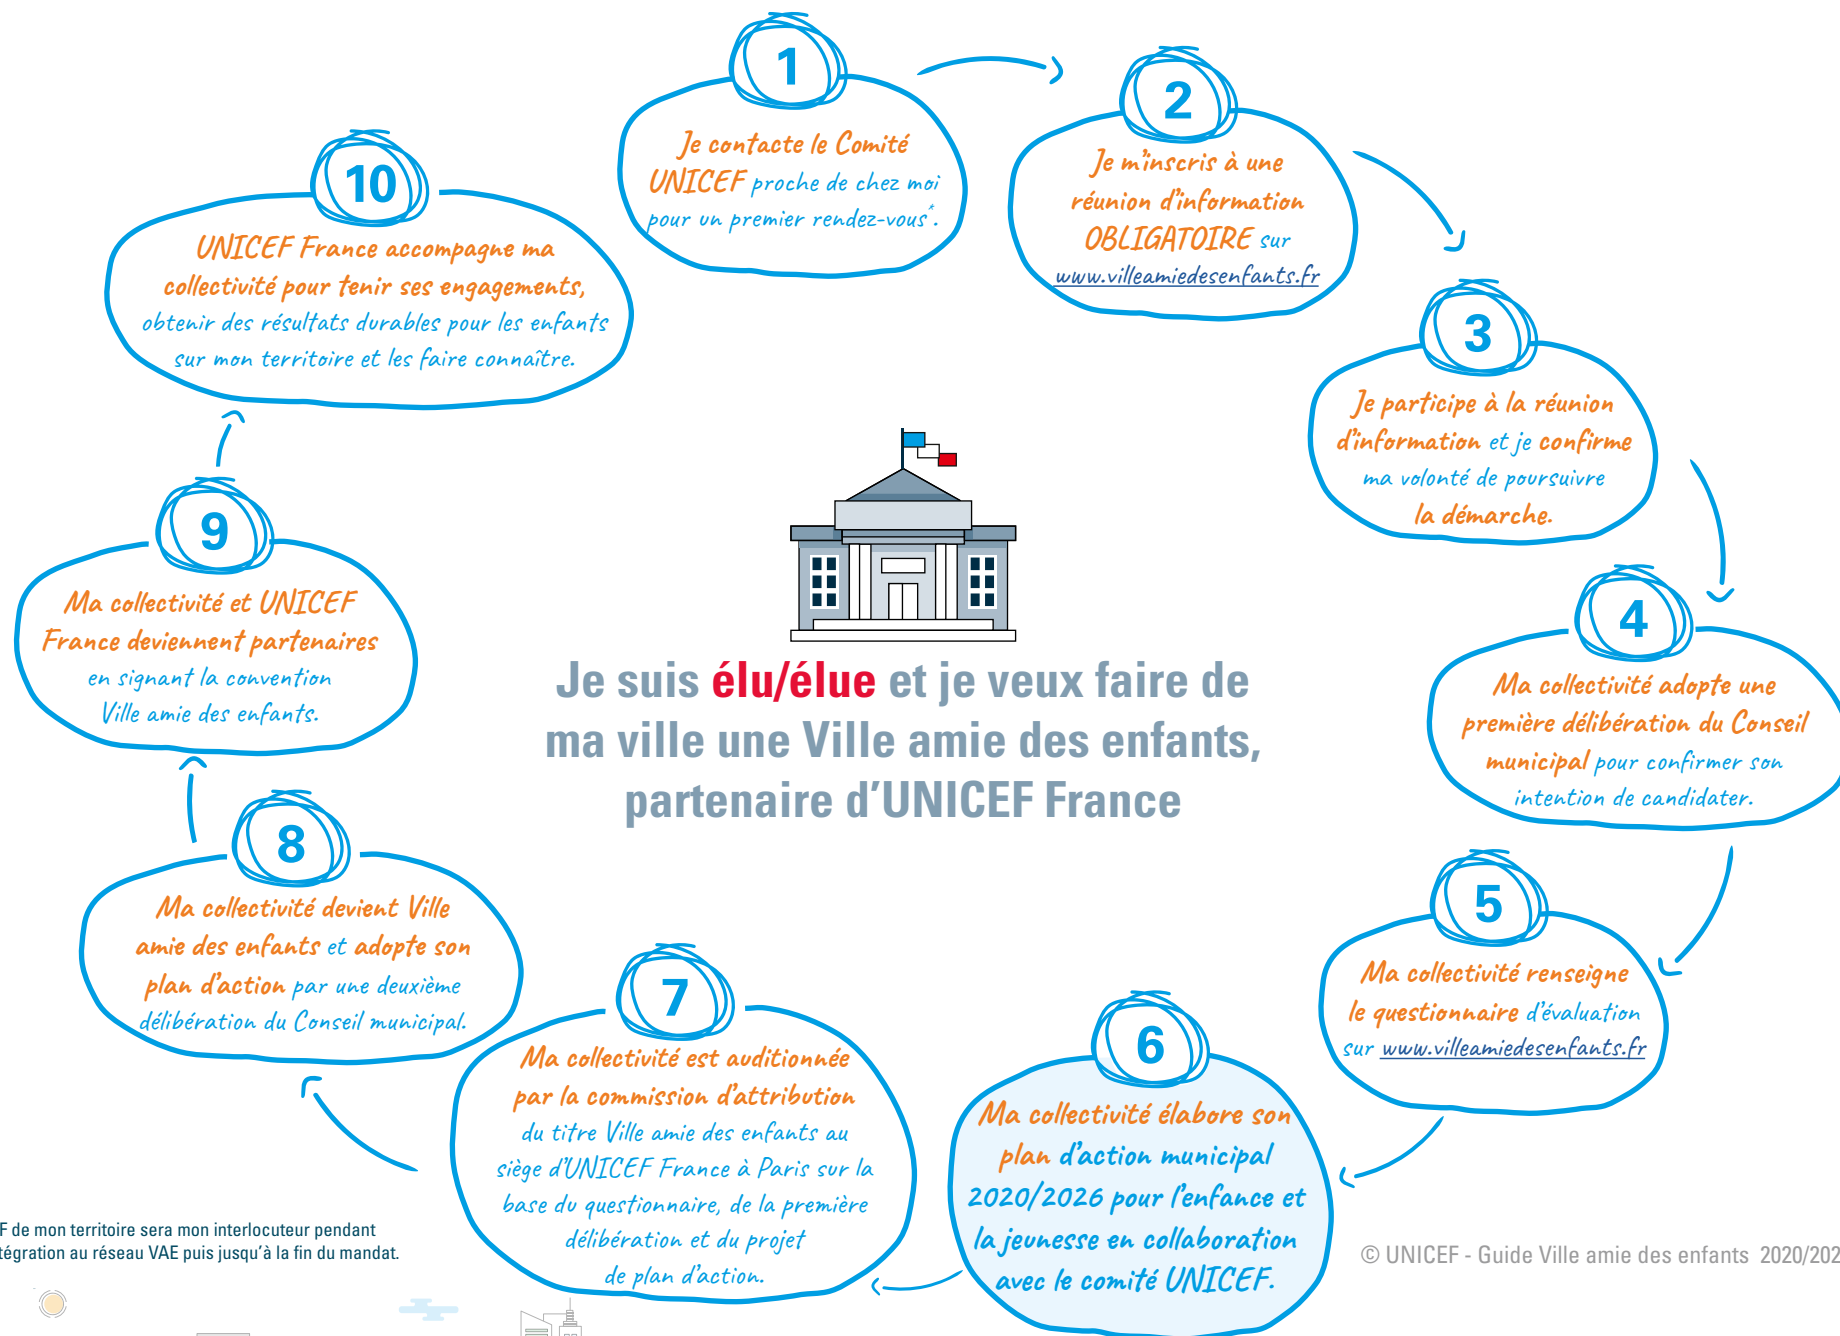 1
Je contacte le Comité
UNICEF proche de chez moi
pour un premier rendez-vous*.
2
Je m'inscris à une
réunion d'information
OBLIGATOIRE sur
www.villeamiedesenfants.fr
3
Je participe à la réunion
d'information et je confirme
ma volonté de poursuivre
la démarche.
4
Ma collectivité adopte une
première délibération du Conseil
municipal pour confirmer son
intention de candidater.
5
Ma collectivité renseigne
le questionnaire d'évaluation
sur www.villeamiedesenfants.fr
6
Ma collectivité élabore son
plan d'action municipal
2020/2026 pour l'enfance et
la jeunesse en collaboration
avec le comité UNICEF.
7
Ma collectivité est auditionnée
par la commission d'attribution
du titre Ville amie des enfants au
siège d'UNICEF France à Paris sur la
base du questionnaire, de la première
délibération et du projet
de plan d'action.
8
Ma collectivité devient Ville
amie des enfants et adopte son
plan d'action par une deuxième
délibération du Conseil municipal.
9
Ma collectivité et UNICEF
France deviennent partenaires
en signant la convention
Ville amie des enfants.
10
UNICEF France accompagne ma
collectivité pour tenir ses engagements,
obtenir des résultats durables pour les enfants
sur mon territoire et les faire connaître.
Je suis élu/élue et je veux faire de
ma ville une Ville amie des enfants,
partenaire d'UNICEF France
F de mon territoire sera mon interlocuteur pendant
tégration au réseau VAE puis jusqu'à la fin du mandat.
© UNICEF - Guide Ville amie des enfants 2020/202